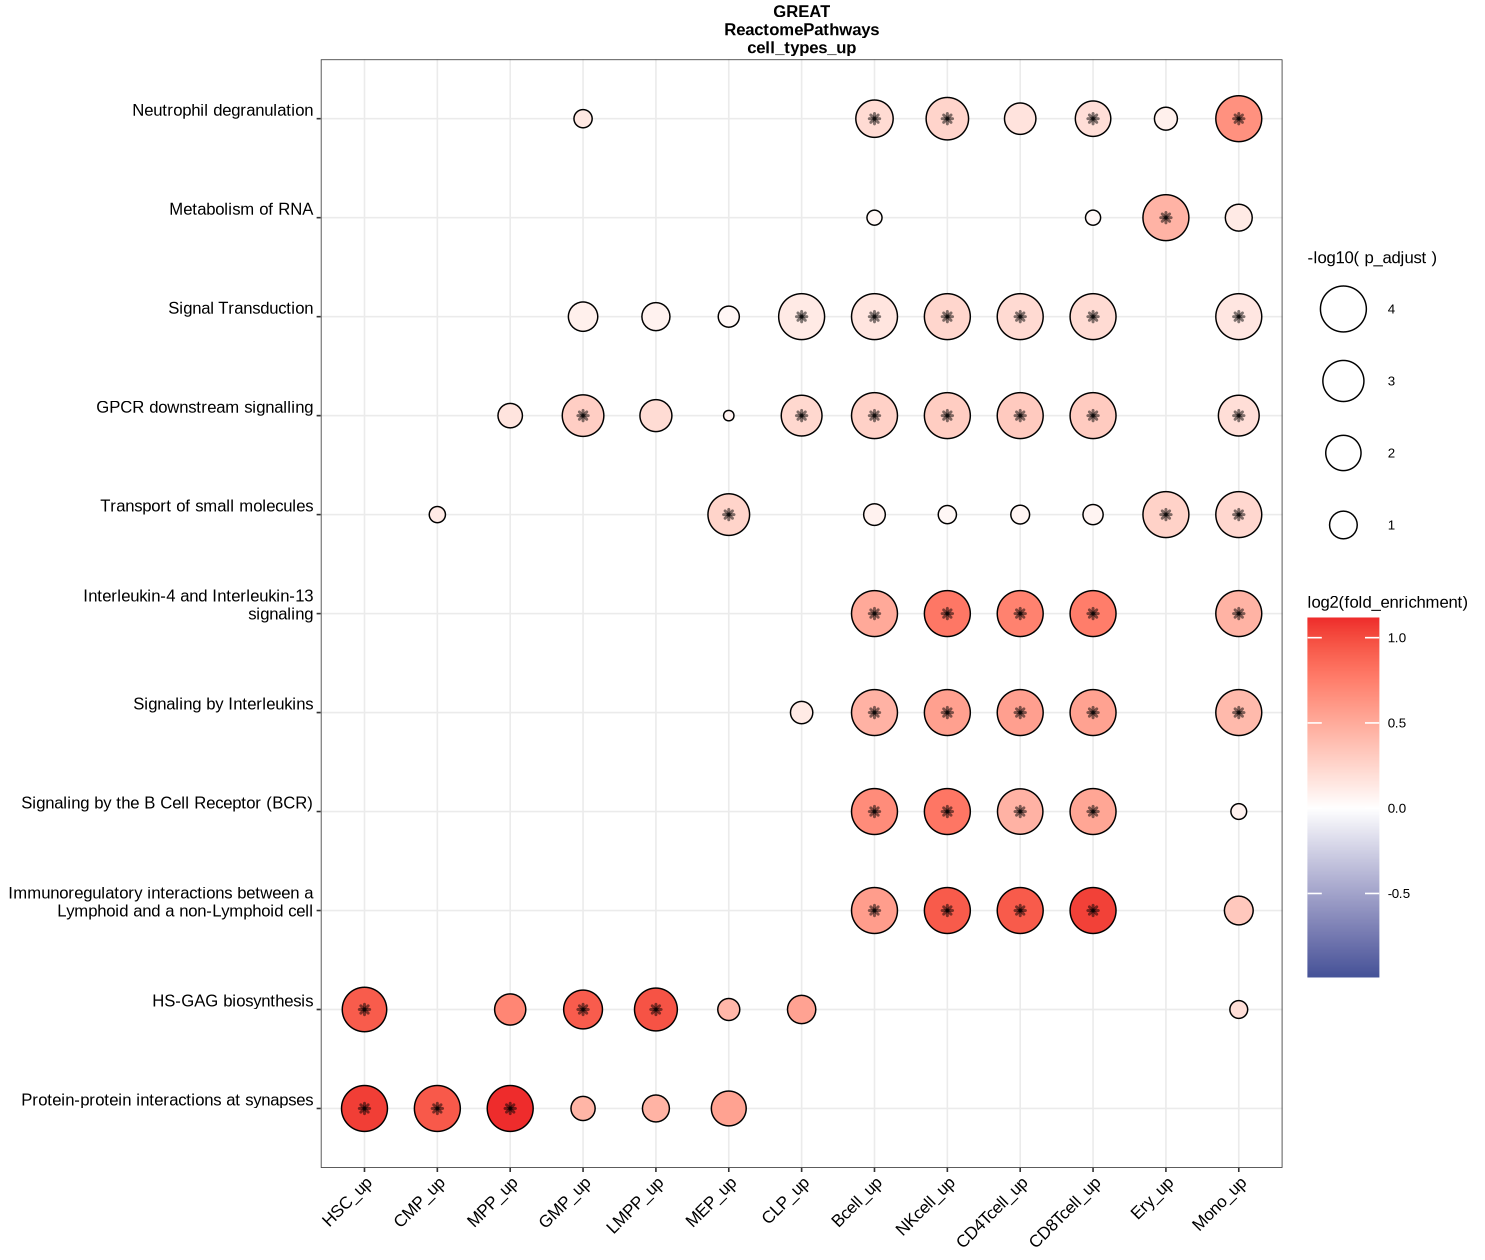 GREAT
ReactomePathways
cell_types_up
Neutrophil degranulation
Metabolism of RNA
Signal Transduction
GPCR downstream signalling
Transport of small molecules
Interleukin-4 and Interleukin-13
signaling
Signaling by Interleukins
Signaling by the B Cell Receptor (BCR)
Immunoregulatory interactions between a
Lymphoid and a non-Lymphoid cell
HS-GAG biosynthesis
Protein-protein interactions at synapses
HSC_up
CMP_up
MPP_up
GMP_up
LMPP_up
MEP_up
CLP_up
Bcell_up
NKcell_up
CD4Tcell_up
CD8Tcell_up
Ery_up
Mono_up
-log10( p_adjust )
4
3
2
1
log2(fold_enrichment)
1.0
0.5
0.0
-0.5